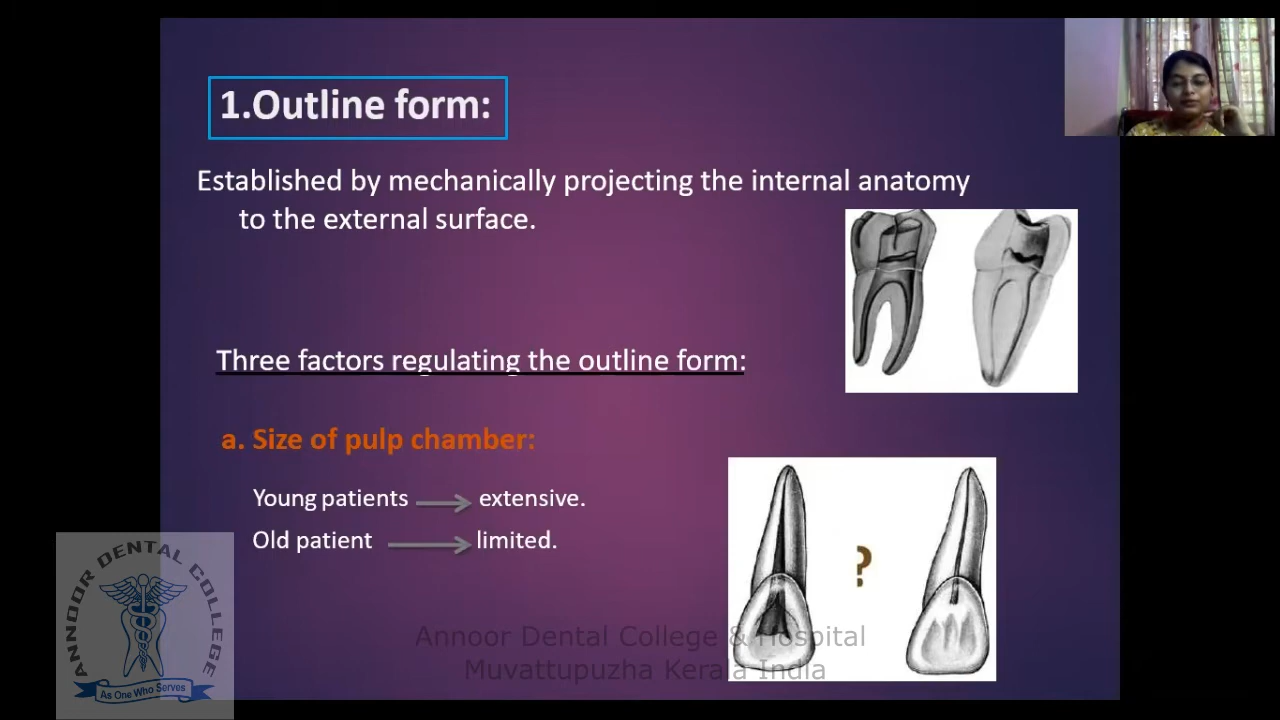 1.Outline form:
Established by mechanically projecting the internal anatomy
to the external surface.
Three factors regulating the outline form:
a. Size of pulp chamber:
Young patients extensive.
Old patient limited.
?
ANNOOR DENTAL COLLEGE
As One Who Serves
Annoor Dental College & Hospital
Muvattupuzha Kerala India